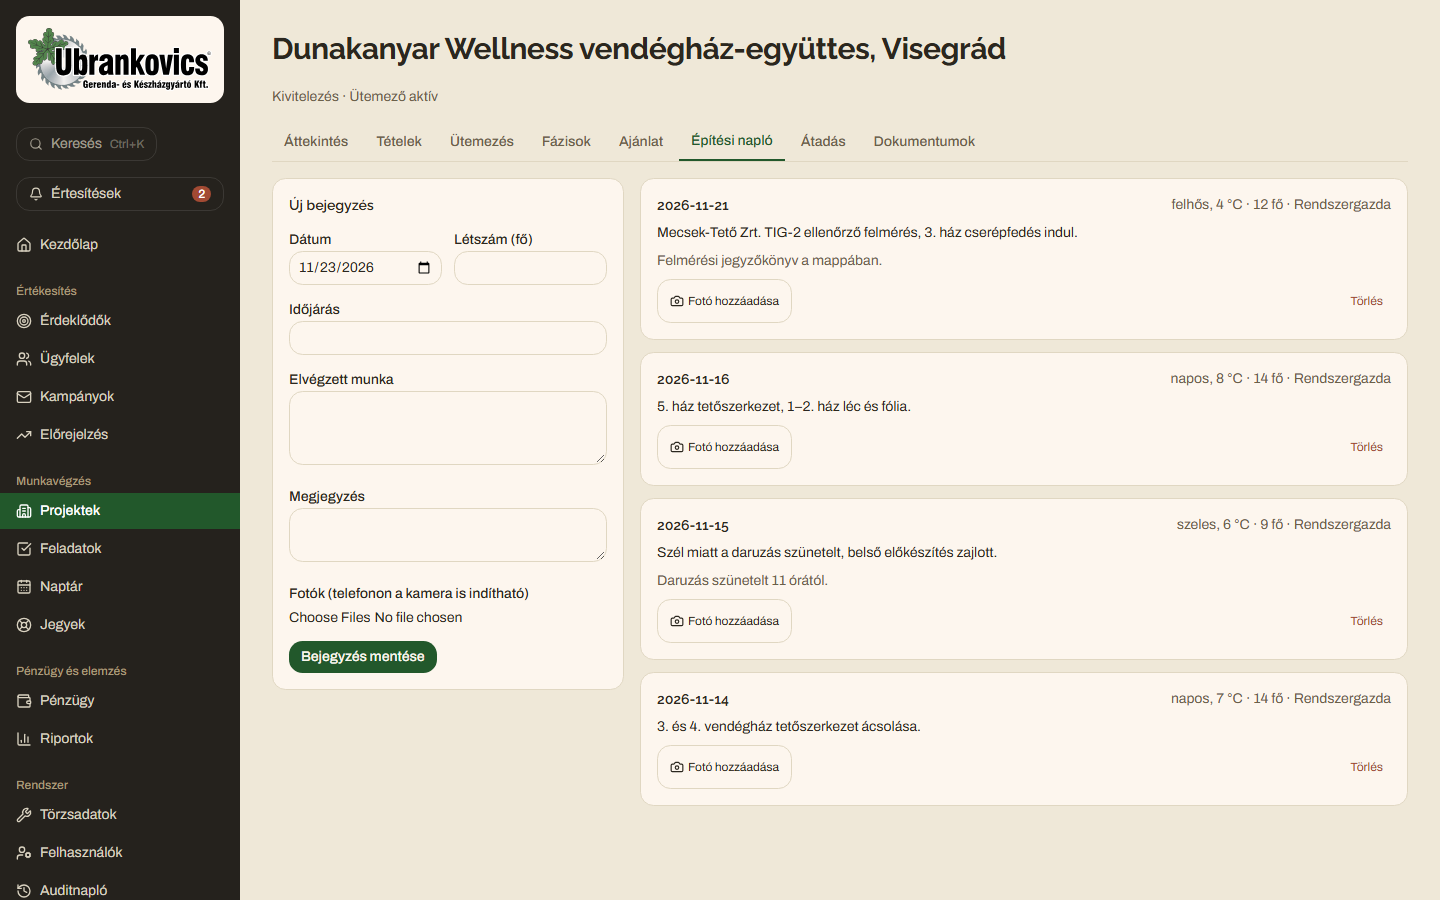 Ubrankovics
Gerenda- és Készházgyártó Kft.
Keresés Ctrl+K
Értesítések 2
Kezdőlap
Értékesítés
Érdeklődők
Ügyfelek
Kampányok
Előrejelzés
Munkavégzés
Projektek
Feladatok
Naptár
Jegyek
Pénzügy és elemzés
Pénzügy
Riportok
Rendszer
Törzsadatok
Felhasználók
Auditnapló
Dunakanyar Wellness vendégház-együttes, Visegrád
Kivitelezés · Ütemező aktív
Áttekintés Tételek Ütemezés Fázisok Ajánlat Építési napló Átadás Dokumentumok
Új bejegyzés
Dátum Létszám (fő)
11/23/2026
Időjárás
Elvégzett munka
Megjegyzés
Fotók (telefonon a kamera is indítható)
Choose Files No file chosen
Bejegyzés mentése
2026-11-21 felhős, 4 °C · 12 fő · Rendszergazda
Mecsek-Tető Zrt. TIG-2 ellenőrző felmérés, 3. ház cserépfedés indul.
Felmérési jegyzőkönyv a mappában.
Fotó hozzáadása Törlés
2026-11-16 napos, 8 °C · 14 fő · Rendszergazda
5. ház tetőszerkezet, 1–2. ház léc és fólia.
Fotó hozzáadása Törlés
2026-11-15 szeles, 6 °C · 9 fő · Rendszergazda
Szél miatt a daruzás szünetelt, belső előkészítés zajlott.
Daruzás szünetelt 11 órától.
Fotó hozzáadása Törlés
2026-11-14 napos, 7 °C · 14 fő · Rendszergazda
3. és 4. vendégház tetőszerkezet ácsolása.
Fotó hozzáadása Törlés